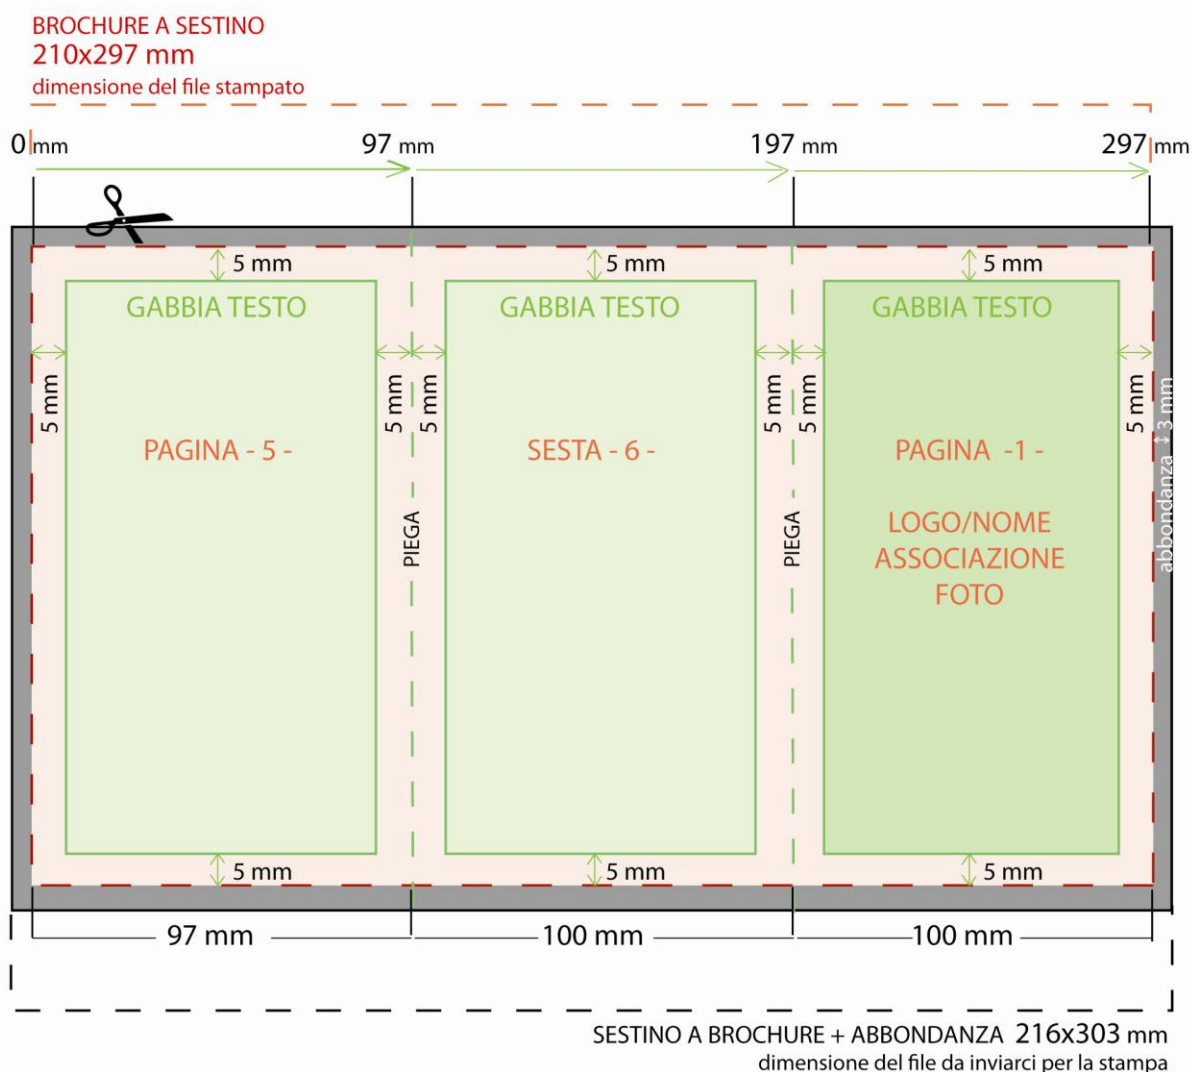 BROCHURE A SESTINO
210x297 mm
dimensione del file stampato
0 mm 97 mm 197 mm 297 mm
5 mm 5 mm 5 mm
GABBIA TESTO GABBIA TESTO GABBIA TESTO
5 mm 5 mm 5 mm 5 mm 5 mm 5 mm
abbondanza 3 mm
PAGINA - 5 - SESTA - 6 - PAGINA -1 -
PIEGA PIEGA
LOGO/NOME
ASSOCIAZIONE
FOTO
5 mm 5 mm 5 mm
97 mm 100 mm 100 mm
SESTINO A BROCHURE + ABBONDANZA 216x303 mm
dimensione del file da inviarci per la stampa